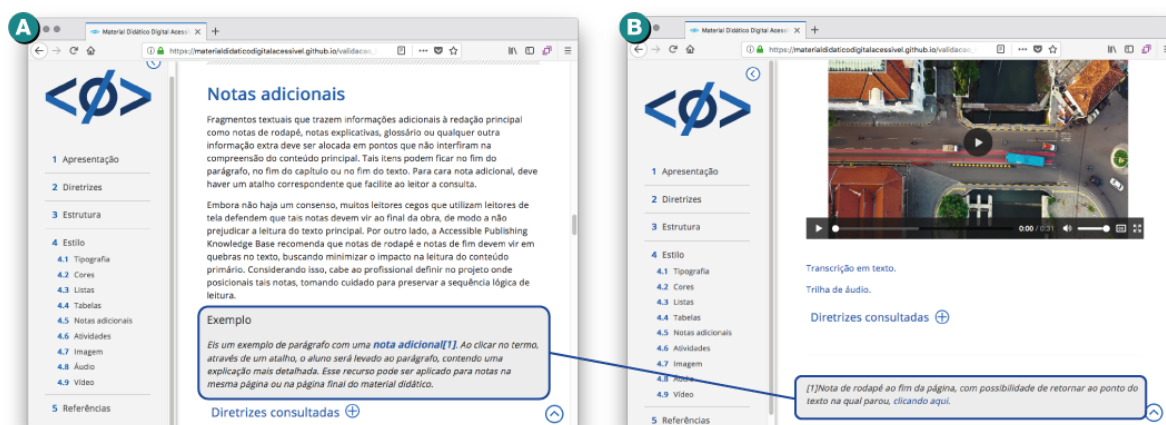 A
Material Didático Digital Acessí
https://materialdidaticodigitalacessivel.github.io/validacao_
1 Apresentação
2 Diretrizes
3 Estrutura
4 Estilo
4.1 Tipografia
4.2 Cores
4.3 Listas
4.4 Tabelas
4.5 Notas adicionais
4.6 Atividades
4.7 Imagem
4.8 Áudio
4.9 Vídeo
5 Referências
Notas adicionais
Fragmentos textuais que trazem informações adicionais à redação principal
como notas de rodapé, notas explicativas, glossário ou qualquer outra
informação extra deve ser alocada em pontos que não interfiram na
compreensão do conteúdo principal. Tais itens podem ficar no fim do
parágrafo, no fim do capítulo ou no fim do texto. Para cara nota adicional, deve
haver um atalho correspondente que facilite ao leitor a consulta.
Embora não haja um consenso, muitos leitores cegos que utilizam leitores de
tela defendem que tais notas devem vir ao final da obra, de modo a não
prejudicar a leitura do texto principal. Por outro lado, a Accessible Publishing
Knowledge Base recomenda que notas de rodapé e notas de fim devem vir em
quebras no texto, buscando minimizar o impacto na leitura do conteúdo
primário. Considerando isso, cabe ao profissional definir no projeto onde
posicionais tais notas, tomando cuidado para preservar a sequência lógica de
leitura.
Exemplo
Eis um exemplo de parágrafo com uma nota adicional[1]. Ao clicar no termo,
através de um atalho, o aluno será levado ao parágrafo, contendo uma
explicação mais detalhada. Esse recurso pode ser aplicado para notas na
mesma página ou na página final do material didático.
Diretrizes consultadas
B
Material Didático Digital Acessí
https://materialdidaticodigitalacessivel.github.io/validacao_
1 Apresentação
2 Diretrizes
3 Estrutura
4 Estilo
4.1 Tipografia
4.2 Cores
4.3 Listas
4.4 Tabelas
4.5 Notas adicionais
4.6 Atividades
4.7 Imagem
4.8 Áudio
4.9 Vídeo
5 Referências
0:00 / 0:31
Transcrição em texto.
Trilha de áudio.
Diretrizes consultadas
[1]Nota de rodapé ao fim da página, com possibilidade de retornar ao ponto do
texto na qual parou, clicando aqui.